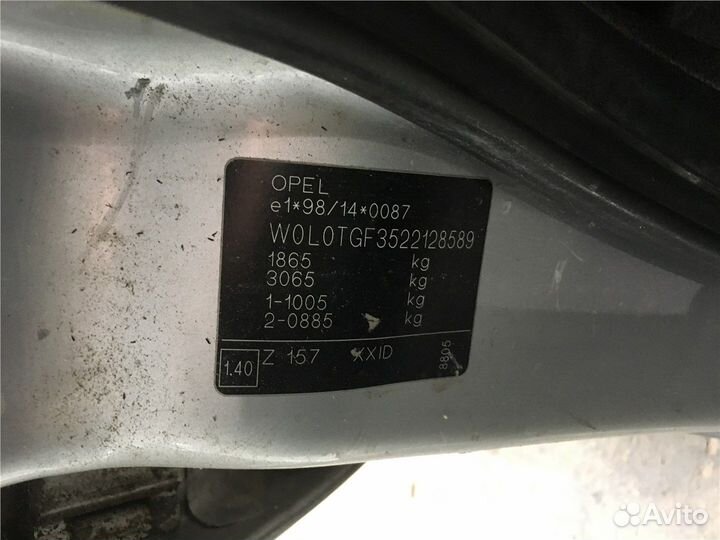 OPEL
e1*98/14*0087
W0L0TGF3522128589
1865 kg
3065 kg
1-1005 kg
2-0885 kg
1.40 Z 157 XXID
8805
Avito